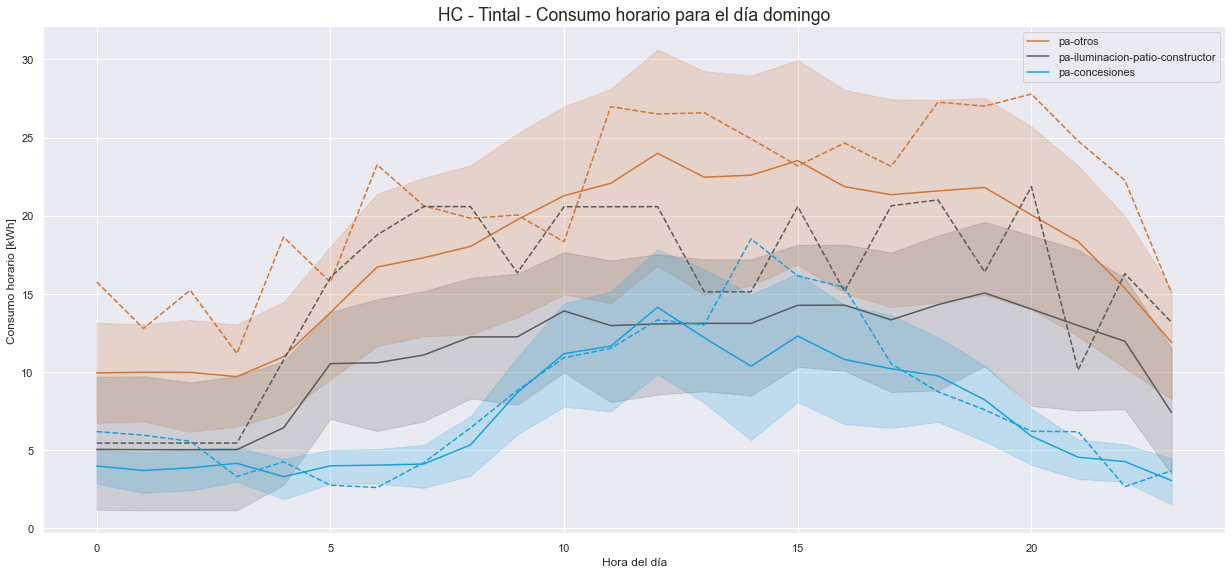 HC - Tintal - Consumo horario para el día domingo
pa-otros
pa-iluminacion-patio-constructor
pa-concesiones
Consumo horario [kWh]
30
25
20
15
10
5
0
0 5 10 15 20
Hora del día